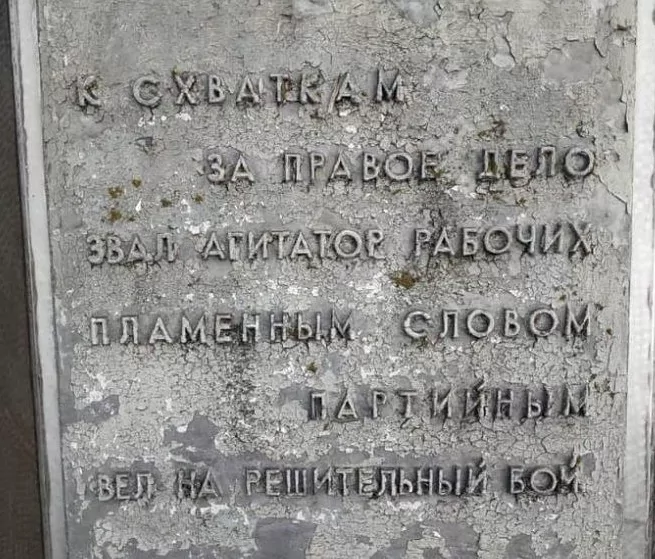 К СХВАТКАМ
ЗА ПРАВОЕ ДЕЛО
ЗВАЛ АГИТАТОР РАБОЧИХ
ПЛАМЕННЫМ СЛОВОМ
ПАРТИЙНЫМ
ВЕЛ НА РЕШИТЕЛЬНЫЙ БОЙ.